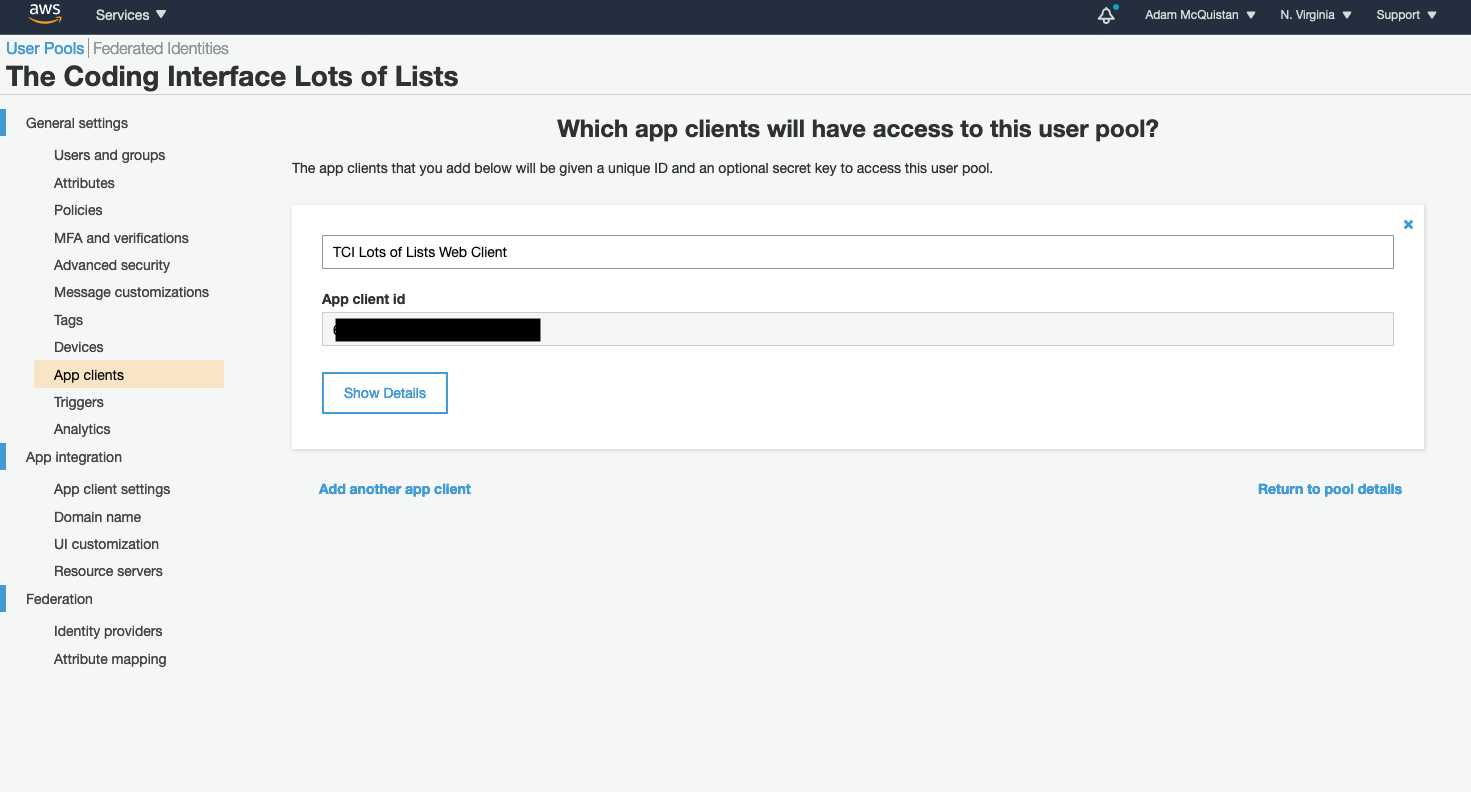 aws Services Adam McQuistan N. Virginia Support
User Pools Federated Identities
The Coding Interface Lots of Lists
General settings
Users and groups
Attributes
Policies
MFA and verifications
Advanced security
Message customizations
Tags
Devices
App clients
Triggers
Analytics
App integration
App client settings
Domain name
UI customization
Resource servers
Federation
Identity providers
Attribute mapping
Which app clients will have access to this user pool?
The app clients that you add below will be given a unique ID and an optional secret key to access this user pool.
TCI Lots of Lists Web Client
App client id
Show Details
Add another app client Return to pool details